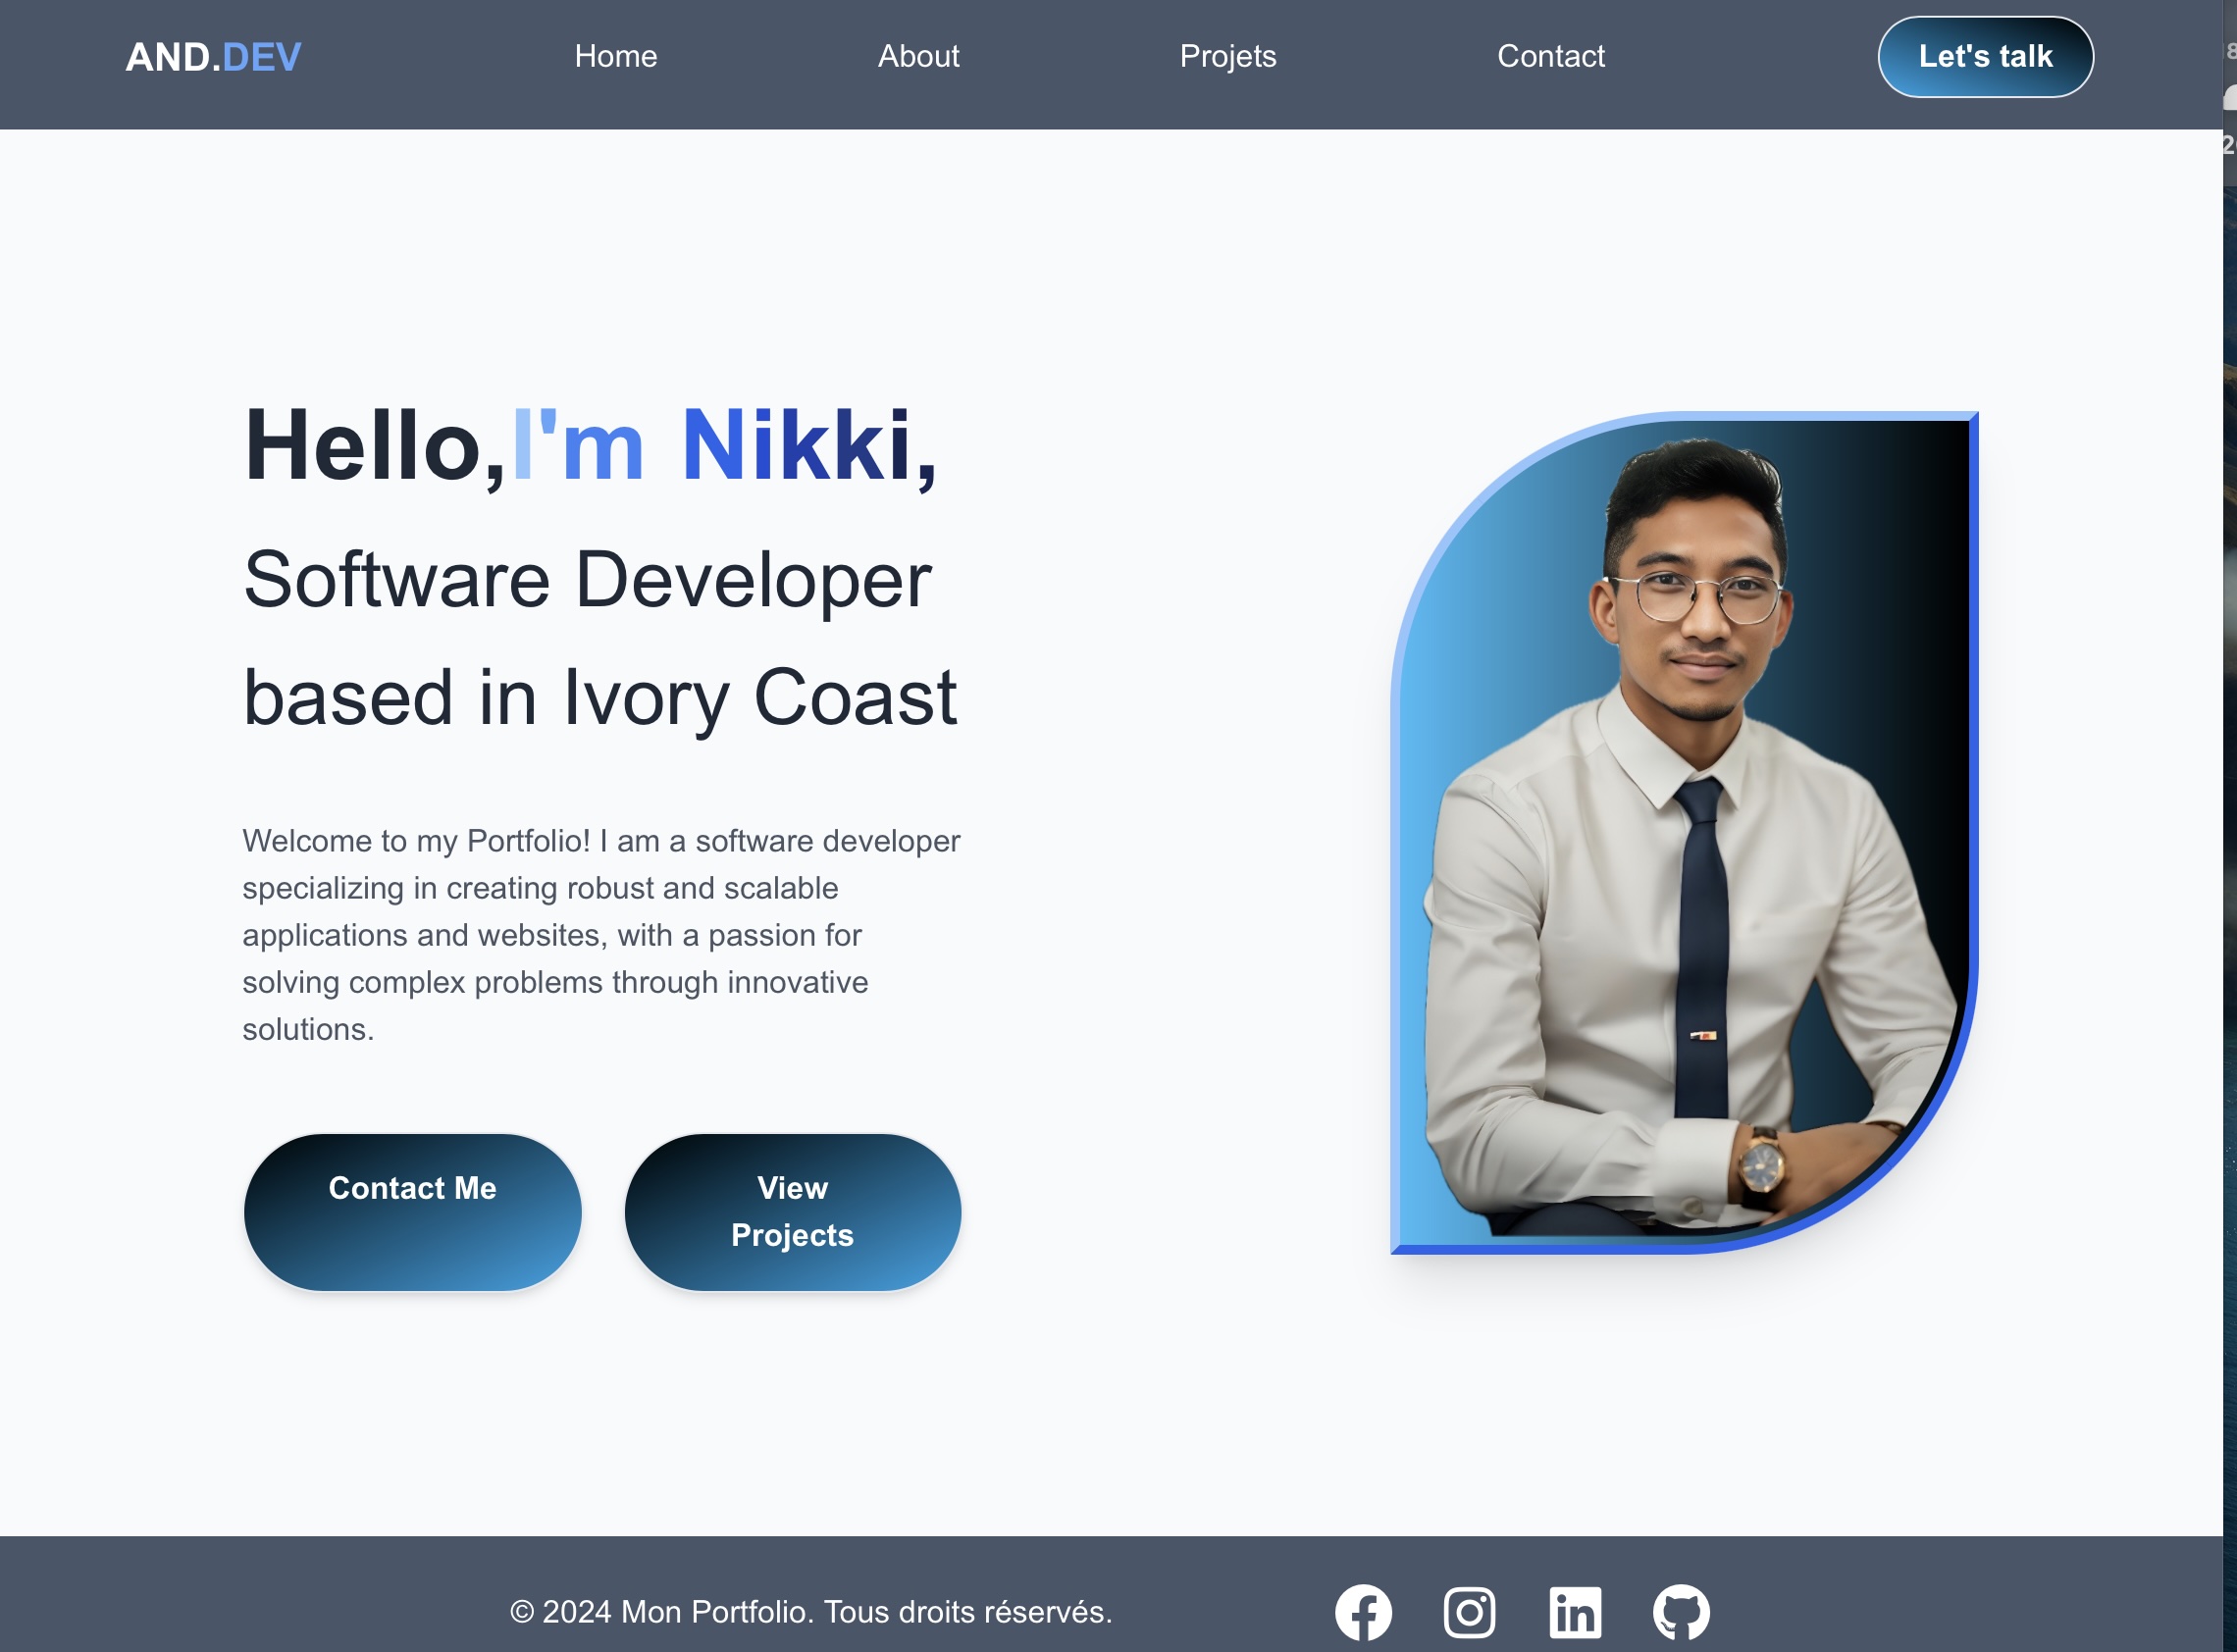 AND.DEV
Home
About
Projets
Contact
Let's talk
Hello,I'm Nikki,
Software Developer
based in Ivory Coast
Welcome to my Portfolio! I am a software developer
specializing in creating robust and scalable
applications and websites, with a passion for
solving complex problems through innovative
solutions.
Contact Me
View
Projects
© 2024 Mon Portfolio. Tous droits réservés.